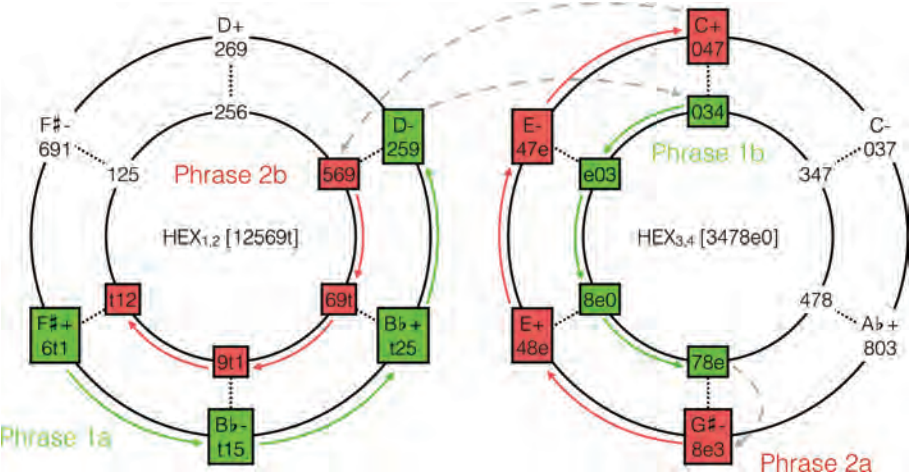 D+
269
256
F♯-
691
125
D-
259
569
Phrase 2b
HEX1,2 [12569t]
t12
69t
F♯+
6t1
B♭+
t25
9t1
B♭-
t15
Phrase 1a
C+
047
034
E-
47e
e03
Phrase 1b
C-
037
347
HEX3,4 [3478e0]
8e0
478
E+
48e
A♭+
803
78e
G♯-
8e3
Phrase 2a